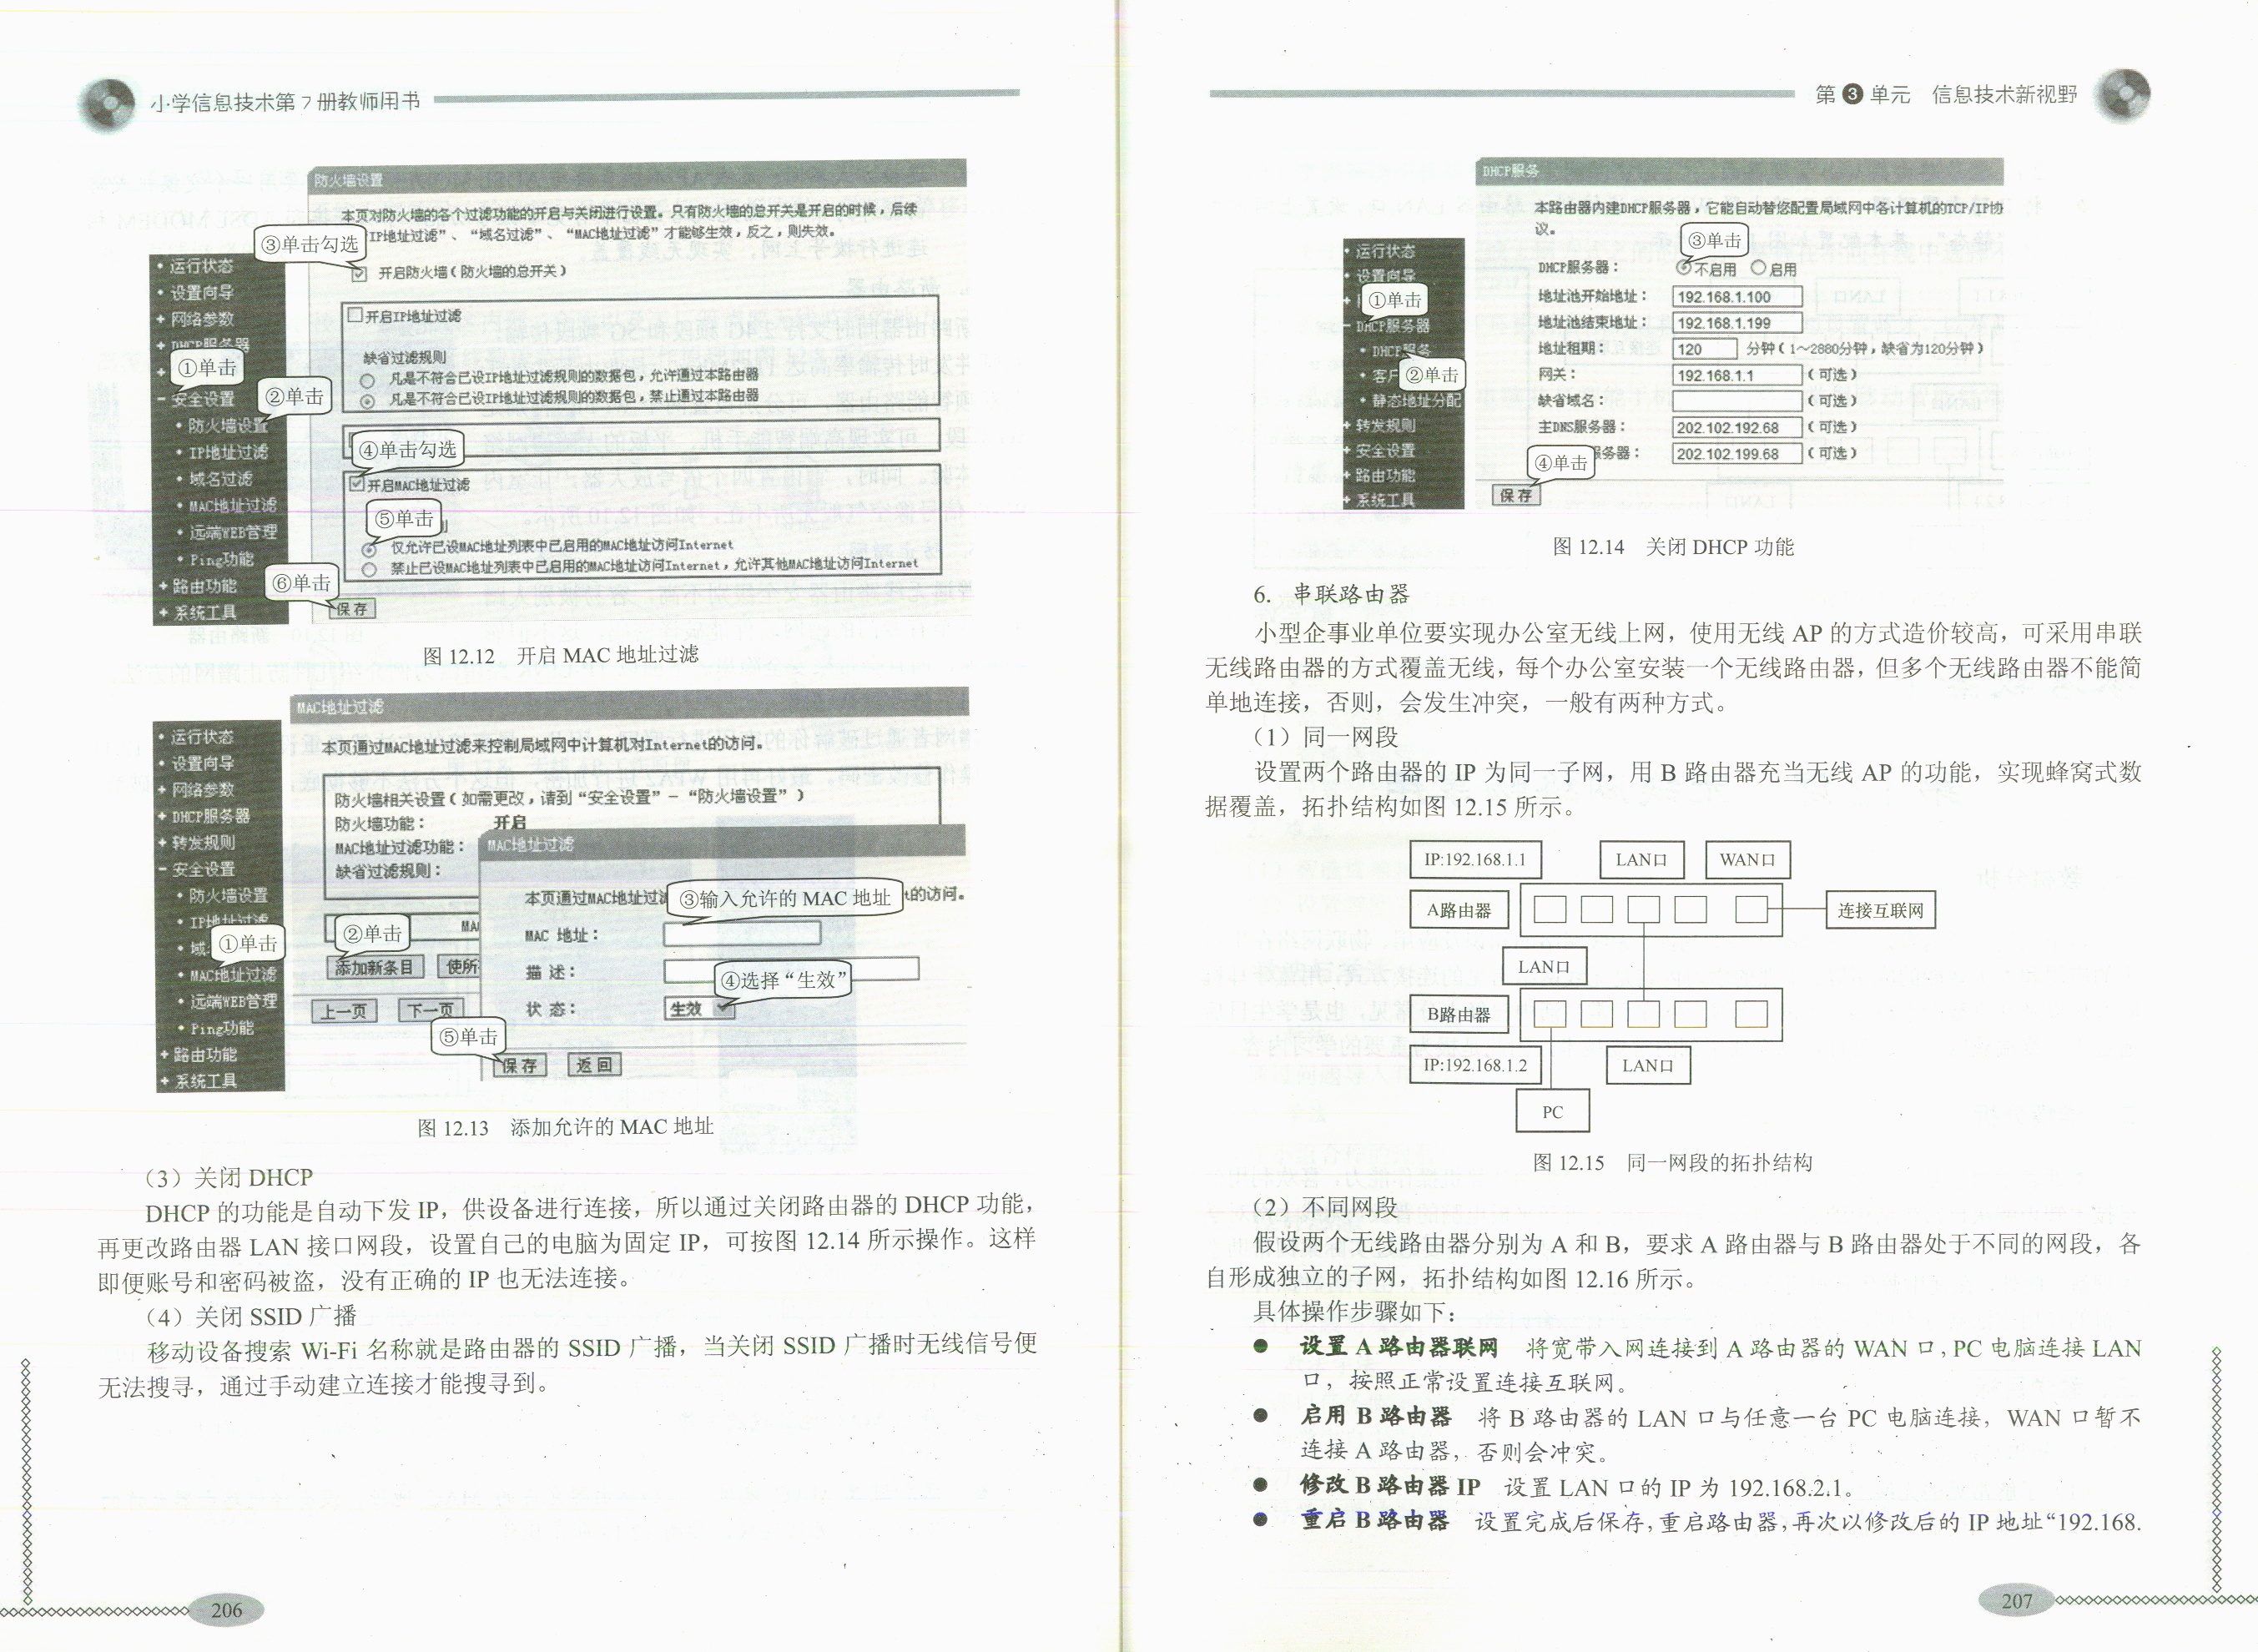 小学信息技术第7册教师用书
防火墙设置
本页对防火墙的各个过滤功能的开启与关闭进行设置。只有防火墙的总开关是开启的时候，后续
IP地址过滤”、“域名过滤”、“MAC地址过滤”才能够生效，反之，则失效。
③单击勾选
开启防火墙（防火墙的总开关）
• 运行状态
• 设置向导
+ 网络参数
+ DHCP服务器
①单击
+
②单击
- 安全设置
• 防火墙设置
• IP地址过滤
• 域名过滤
• MAC地址过滤
• 远端WEB管理
• Ping功能
+ 路由功能
+ 系统工具
开启IP地址过滤
缺省过滤规则
凡是不符合已设IP地址过滤规则的数据包，允许通过本路由器
凡是不符合已设IP地址过滤规则的数据包，禁止通过本路由器
④单击勾选
开启MAC地址过滤
⑤单击
仅允许已设MAC地址列表中已启用的MAC地址访问Internet
禁止已设MAC地址列表中已启用的MAC地址访问Internet，允许其他MAC地址访问Internet
⑥单击
保存
图 12.12 开启 MAC 地址过滤
MAC地址过滤
• 运行状态
• 设置向导
+ 网络参数
+ DHCP服务器
+ 转发规则
- 安全设置
• 防火墙设置
• IP地址过滤
• 域
①单击
• MAC地址过滤
• 远端WEB管理
• Ping功能
+ 路由功能
+ 系统工具
本页通过MAC地址过滤来控制局域网中计算机对Internet的访问。
防火墙相关设置（如需更改，请到“安全设置”－“防火墙设置”）
防火墙功能： 开启
MAC地址过滤功能：
缺省过滤规则：
②单击
MA
添加新条目 使所
上一页 下一页
MAC地址过滤
本页通过MAC地址过滤 t的访问。
③输入允许的 MAC 地址
MAC 地址：
描 述：
④选择“生效”
状 态： 生效
⑤单击
保存 返回
图 12.13 添加允许的 MAC 地址
（3）关闭 DHCP
DHCP 的功能是自动下发 IP，供设备进行连接，所以通过关闭路由器的 DHCP 功能，
再更改路由器 LAN 接口网段，设置自己的电脑为固定 IP，可按图 12.14 所示操作。这样
即便账号和密码被盗，没有正确的 IP 也无法连接。
（4）关闭 SSID 广播
移动设备搜索 Wi-Fi 名称就是路由器的 SSID 广播，当关闭 SSID 广播时无线信号便
无法搜寻，通过手动建立连接才能搜寻到。
206
第3单元 信息技术新视野
DHCP服务
本路由器内建DHCP服务器，它能自动替您配置局域网中各计算机的TCP/IP协
议。
③单击
• 运行状态
• 设置向导
①单击
- DHCP服务器
• DHCP服务
②单击
• 客户
• 静态地址分配
+ 转发规则
+ 安全设置
+ 路由功能
+ 系统工具
DHCP服务器： 不启用 启用
地址池开始地址： 192.168.1.100
地址池结束地址： 192.168.1.199
地址租期： 120 分钟（1～2880分钟，缺省为120分钟）
网关： 192.168.1.1 （可选）
缺省域名： （可选）
主DNS服务器： 202.102.192.68 （可选）
④单击
服务器： 202.102.199.68 （可选）
保存
图 12.14 关闭 DHCP 功能
6. 串联路由器
小型企事业单位要实现办公室无线上网，使用无线 AP 的方式造价较高，可采用串联
无线路由器的方式覆盖无线，每个办公室安装一个无线路由器，但多个无线路由器不能简
单地连接，否则，会发生冲突，一般有两种方式。
（1）同一网段
设置两个路由器的 IP 为同一子网，用 B 路由器充当无线 AP 的功能，实现蜂窝式数
据覆盖，拓扑结构如图 12.15 所示。
IP:192.168.1.1 LAN口 WAN口
A路由器 连接互联网
LAN口
B路由器
IP:192.168.1.2 LAN口
PC
图 12.15 同一网段的拓扑结构
（2）不同网段
假设两个无线路由器分别为 A 和 B，要求 A 路由器与 B 路由器处于不同的网段，各
自形成独立的子网，拓扑结构如图 12.16 所示。
具体操作步骤如下：
● 设置 A 路由器联网 将宽带入网连接到 A 路由器的 WAN 口，PC 电脑连接 LAN
口，按照正常设置连接互联网。
● 启用 B 路由器 将 B 路由器的 LAN 口与任意一台 PC 电脑连接，WAN 口暂不
连接 A 路由器，否则会冲突。
● 修改 B 路由器 IP 设置 LAN 口的 IP 为 192.168.2.1。
● 重启 B 路由器 设置完成后保存，重启路由器，再次以修改后的 IP 地址“192.168.
207